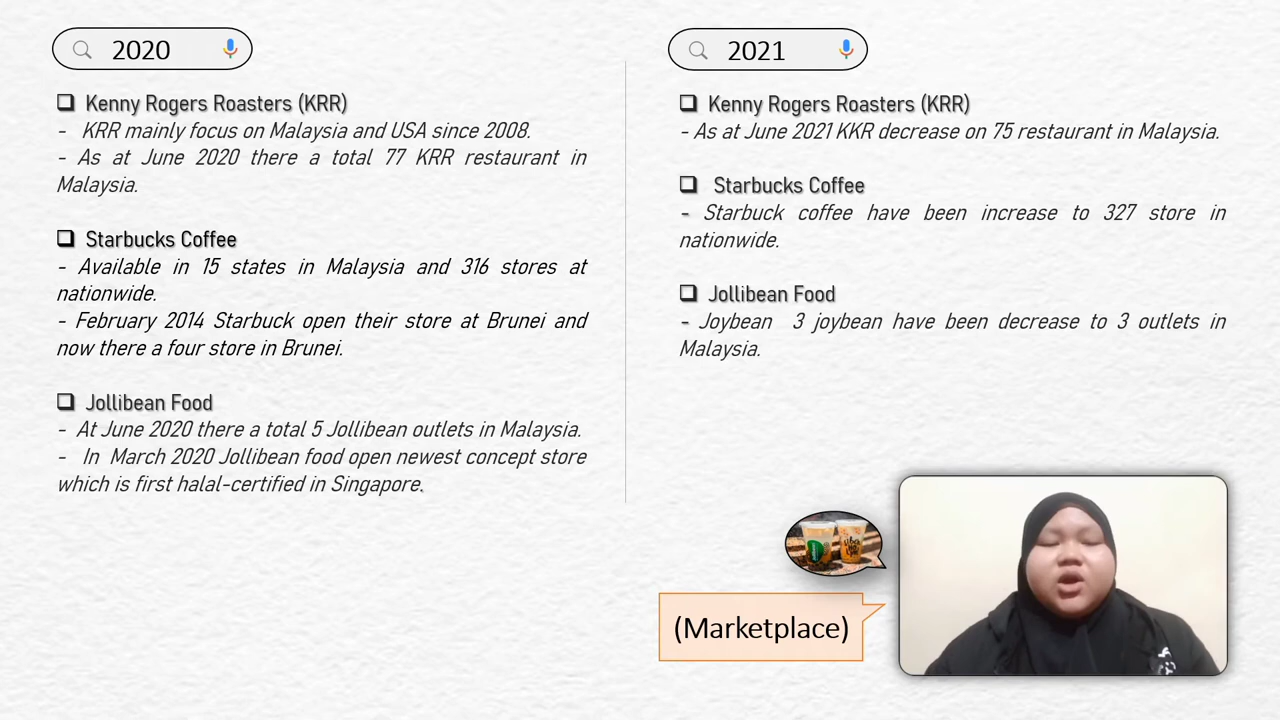 2020
Kenny Rogers Roasters (KRR)
- KRR mainly focus on Malaysia and USA since 2008.
- As at June 2020 there a total 77 KRR restaurant in
Malaysia.
Starbucks Coffee
- Available in 15 states in Malaysia and 316 stores at
nationwide.
- February 2014 Starbuck open their store at Brunei and
now there a four store in Brunei.
Jollibean Food
- At June 2020 there a total 5 Jollibean outlets in Malaysia.
- In March 2020 Jollibean food open newest concept store
which is first halal-certified in Singapore.
2021
Kenny Rogers Roasters (KRR)
- As at June 2021 KKR decrease on 75 restaurant in Malaysia.
Starbucks Coffee
- Starbuck coffee have been increase to 327 store in
nationwide.
Jollibean Food
- Joybean 3 joybean have been decrease to 3 outlets in
Malaysia.
(Marketplace)